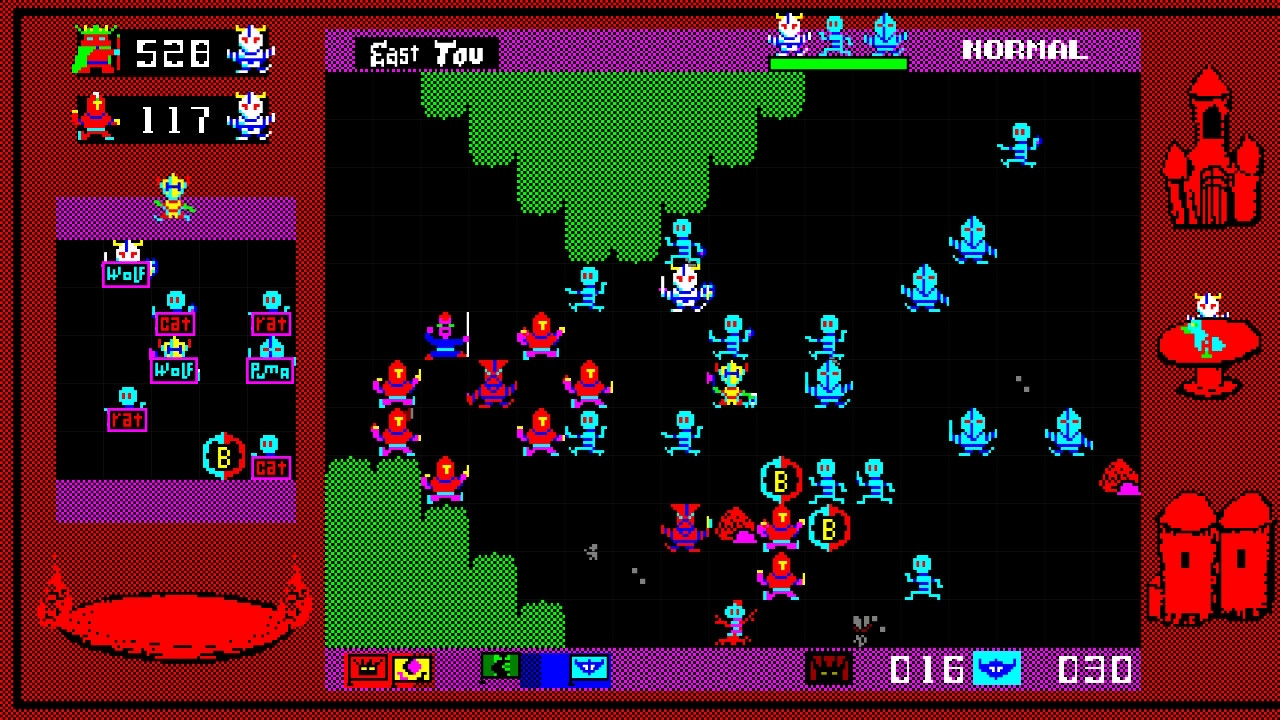 528
117
East Tou
NORMAL
Wolf
cat rat
Wolf Puma
rat
B cat
B
B
016 030